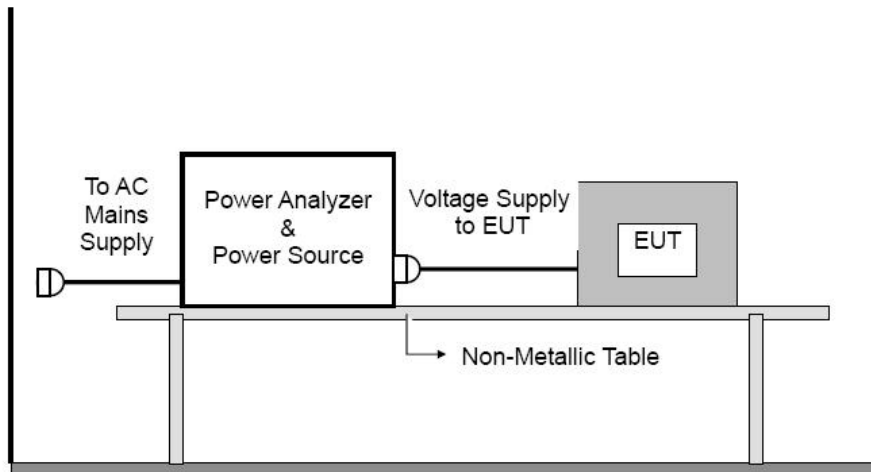 To AC
Mains
Supply
Power Analyzer
&
Power Source
Voltage Supply
to EUT
EUT
Non-Metallic Table